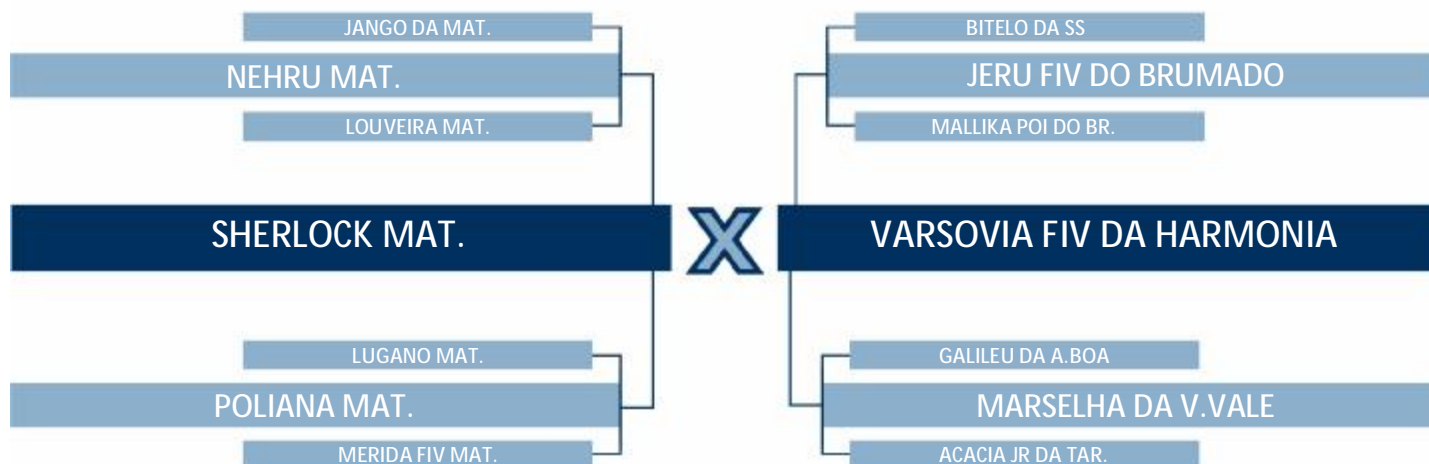 JANGO DA MAT.
NEHRU MAT.
LOUVEIRA MAT.
BITELO DA SS
JERU FIV DO BRUMADO
MALLIKA POI DO BR.
SHERLOCK MAT.
X
VARSOVIA FIV DA HARMONIA
LUGANO MAT.
POLIANA MAT.
MERIDA FIV MAT.
GALILEU DA A.BOA
MARSELHA DA V.VALE
ACACIA JR DA TAR.